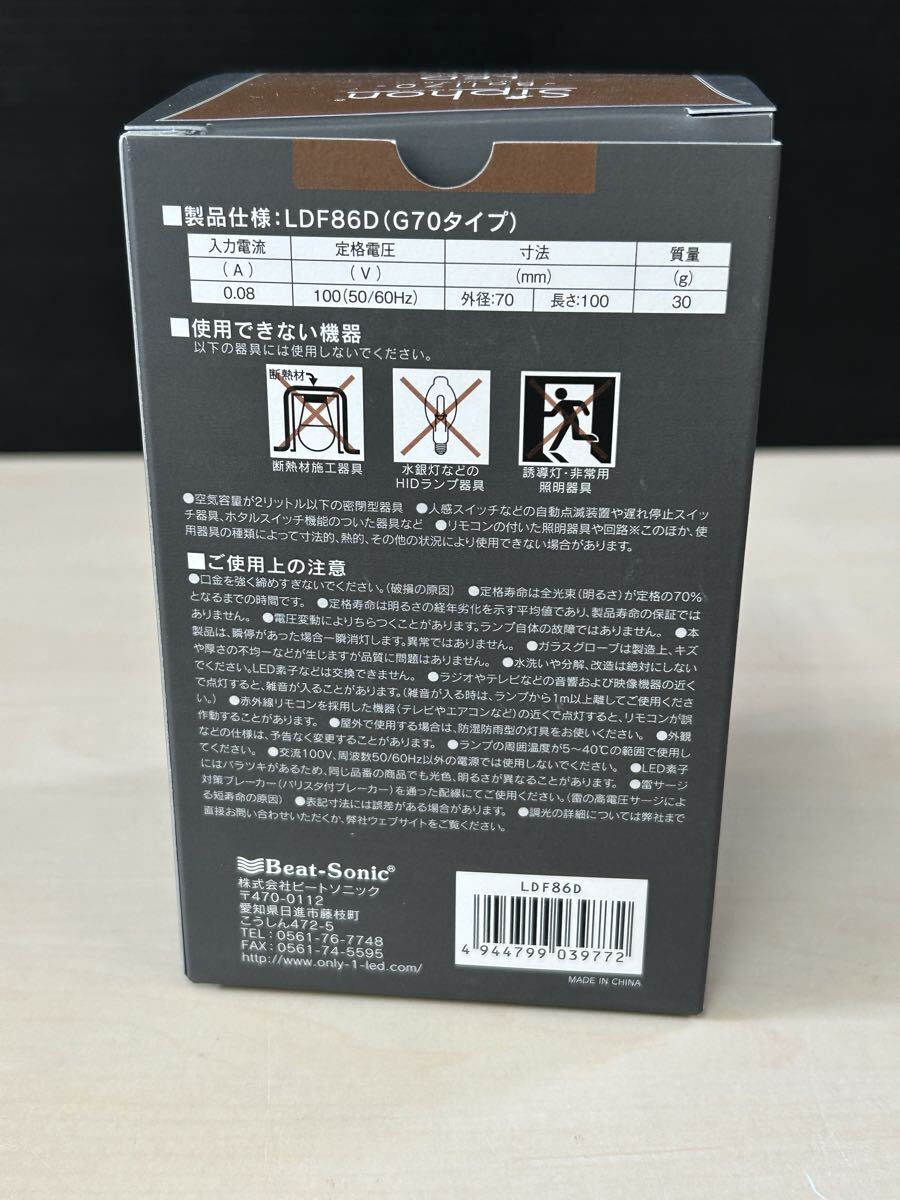 siphon®
■製品仕様:LDF86D(G70タイプ)
入力電流 定格電圧 寸法 質量
(A) (V) (mm) (g)
0.08 100(50/60Hz) 外径:70 長さ:100 30
■使用できない機器
以下の器具には使用しないでください。
断熱材
断熱材施工器具 水銀灯などの 誘導灯・非常用
HIDランプ器具 照明器具
●空気容量が2リットル以下の密閉型器具 ●人感スイッチなどの自動点滅装置や遅れ停止スイッ
チ器具、ホタルスイッチ機能のついた器具など ●リモコンの付いた照明器具や回路※このほか、使
用器具の種類によって寸法的、熱的、その他の状況により使用できない場合があります。
■ご使用上の注意
●口金を強く締めすぎないでください。(破損の原因) ●定格寿命は全光束(明るさ)が定格の70%
となるまでの時間です。 ●定格寿命は明るさの経年劣化を示す平均値であり、製品寿命の保証では
ありません。 ●電圧変動によりちらつくことがあります。ランプ自体の故障ではありません。 ●本
製品は、瞬停があった場合一瞬消灯します。異常ではありません。 ●ガラスグローブは製造上、キズ
や厚さの不均一などが生じますが品質に問題はありません。 ●水洗いや分解、改造は絶対にしない
でください。LED素子などは交換できません。 ●ラジオやテレビなどの音響および映像機器の近く
で点灯すると、雑音が入ることがあります。(雑音が入る時は、ランプから1m以上離してご使用くださ
い。) ●赤外線リモコンを採用した機器(テレビやエアコンなど)の近くで点灯すると、リモコンが誤
作動することがあります。 ●屋外で使用する場合は、防湿防雨型の灯具をお使いください。 ●外観
などの仕様は、予告なく変更することがあります。 ●ランプの周囲温度が5〜40℃の範囲で使用し
てください。 ●交流100V、周波数50/60Hz以外の電源では使用しないでください。 ●LED素子
にはバラツキがあるため、同じ品番の商品でも光色、明るさが異なることがあります。 ●雷サージ
対策ブレーカー(バリスタ付ブレーカー)を通った配線にてご使用ください。(雷の高電圧サージによ
る短寿命の原因) ●表記寸法には誤差がある場合があります。 ●調光の詳細については弊社まで
直接お問い合わせいただくか、弊社ウェブサイトをご覧ください。
Beat-Sonic®
株式会社ビートソニック
〒470-0112
愛知県日進市藤枝町
こうしん472-5
TEL:0561-76-7748
FAX:0561-74-5595
http://www.only-1-led.com/
LDF86D
4 944799 039772
MADE IN CHINA